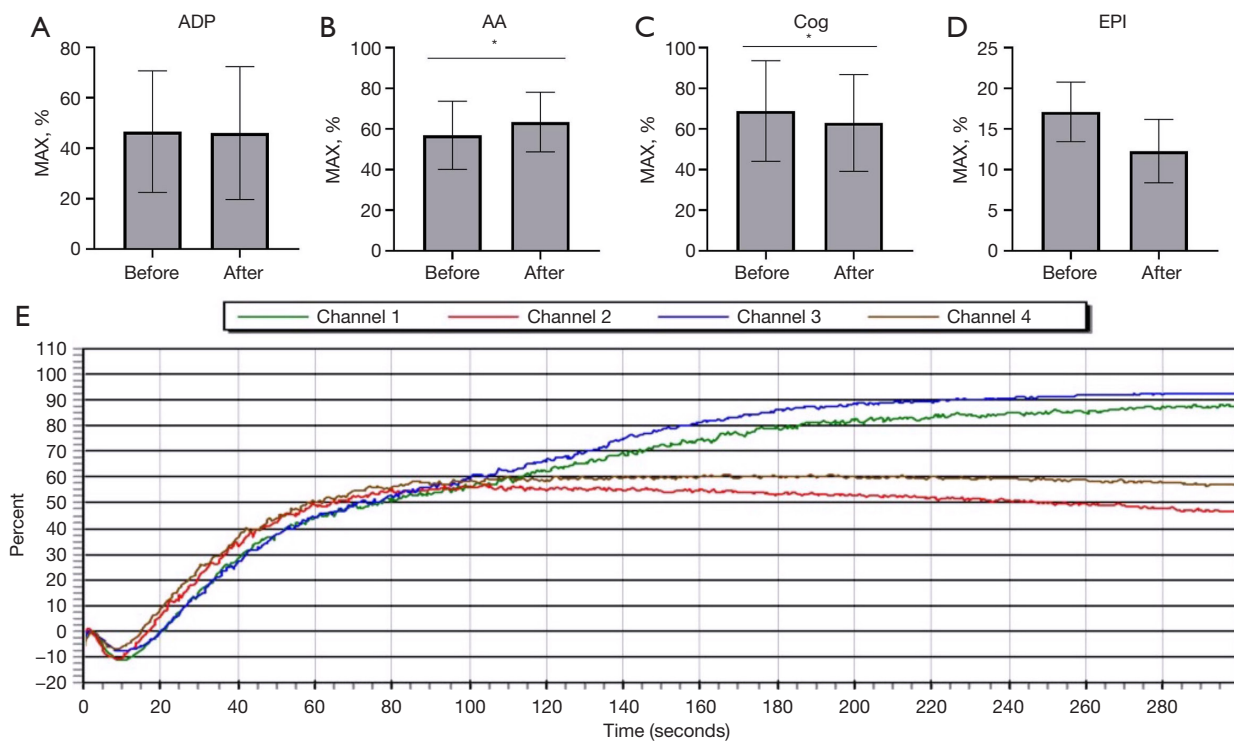 A
ADP
MAX, %
80
60
40
20
0
Before After
B
AA
*
MAX, %
100
80
60
40
20
0
Before After
C
Cog
*
MAX, %
100
80
60
40
20
0
Before After
D
EPI
MAX, %
25
20
15
10
5
0
Before After
E
Channel 1 Channel 2 Channel 3 Channel 4
Percent
110
100
90
80
70
60
50
40
30
20
10
0
–10
–20
0 20 40 60 80 100 120 140 160 180 200 220 240 260 280
Time (seconds)